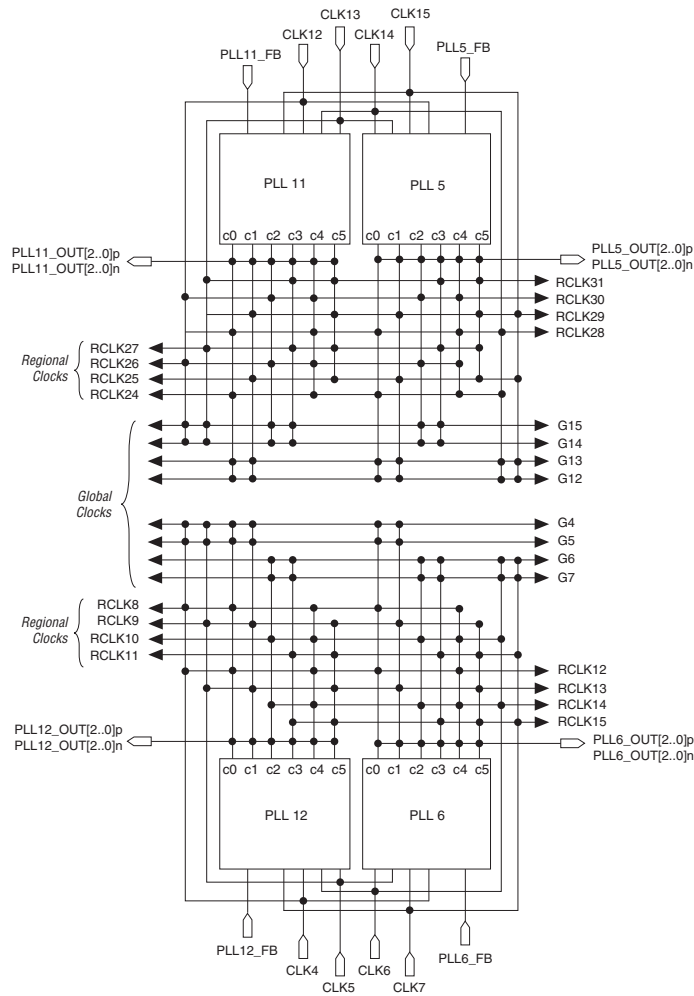 CLK13
CLK15
CLK12
CLK14
PLL11_FB
PLL5_FB
PLL 11
PLL 5
c0 c1 c2 c3 c4 c5
c0 c1 c2 c3 c4 c5
PLL11_OUT[2..0]p
PLL11_OUT[2..0]n
PLL5_OUT[2..0]p
PLL5_OUT[2..0]n
RCLK31
RCLK30
RCLK29
RCLK28
Regional
Clocks
RCLK27
RCLK26
RCLK25
RCLK24
G15
G14
G13
G12
Global
Clocks
G4
G5
G6
G7
Regional
Clocks
RCLK8
RCLK9
RCLK10
RCLK11
RCLK12
RCLK13
RCLK14
RCLK15
PLL12_OUT[2..0]p
PLL12_OUT[2..0]n
PLL6_OUT[2..0]p
PLL6_OUT[2..0]n
c0 c1 c2 c3 c4 c5
c0 c1 c2 c3 c4 c5
PLL 12
PLL 6
PLL12_FB
PLL6_FB
CLK4
CLK6
CLK5
CLK7